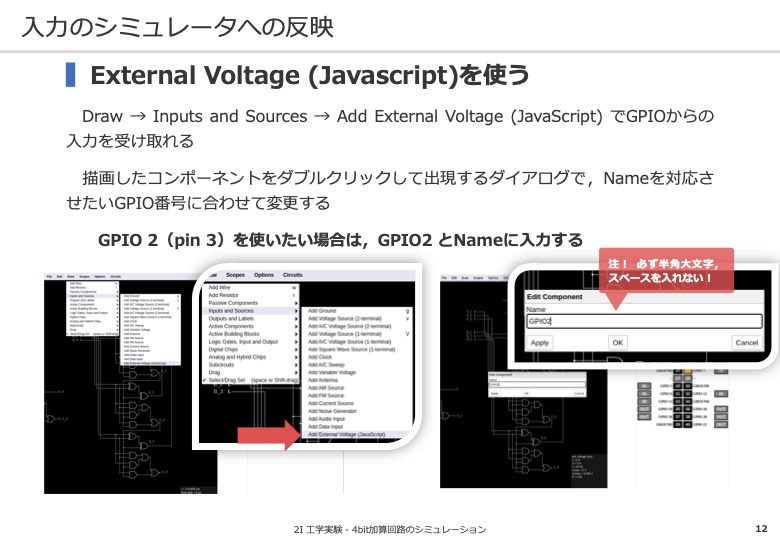 入力のシミュレータへの反映
External Voltage (Javascript)を使う
Draw → Inputs and Sources → Add External Voltage (JavaScript) でGPIOからの
入力を受け取れる
描画したコンポーネントをダブルクリックして出現するダイアログで，Nameを対応さ
せたいGPIO番号に合わせて変更する
GPIO 2（pin 3）を使いたい場合は，GPIO2 とNameに入力する
注！ 必ず半角大文字，
スペースを入れない！
Scopes Options Circuits
Add Wire
Add Resistor
Passive Components
Inputs and Sources
Outputs and Labels
Active Components
Active Building Blocks
Logic Gates, Input and Output
Digital Chips
Analog and Hybrid Chips
Subcircuits
Drag
Select/Drag Sel (space or Shift-drag)
Add Ground g
Add Voltage Source (2-terminal)
Add A/C Voltage Source (2-terminal)
Add Voltage Source (1-terminal) V
Add A/C Voltage Source (1-terminal)
Add Square Wave Source (1-terminal)
Add Clock
Add A/C Sweep
Add Variable Voltage
Add Antenna
Add AM Source
Add FM Source
Add Current Source
Add Noise Generator
Add Audio Input
Add Data Input
Add External Voltage (JavaScript)
Edit Component
Name
GPIO2
Apply OK Cancel
2I 工学実験 - 4bit加算回路のシミュレーション
12